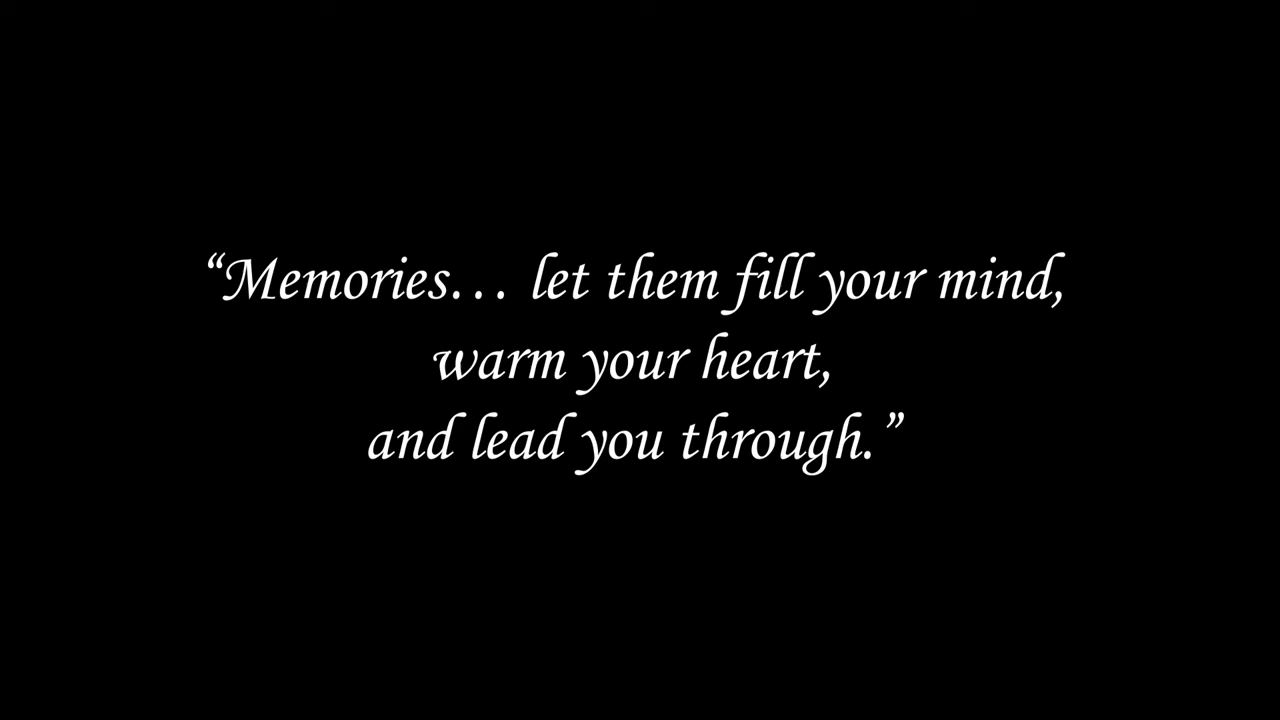 “Memories… let them fill your mind,
warm your heart,
and lead you through.”